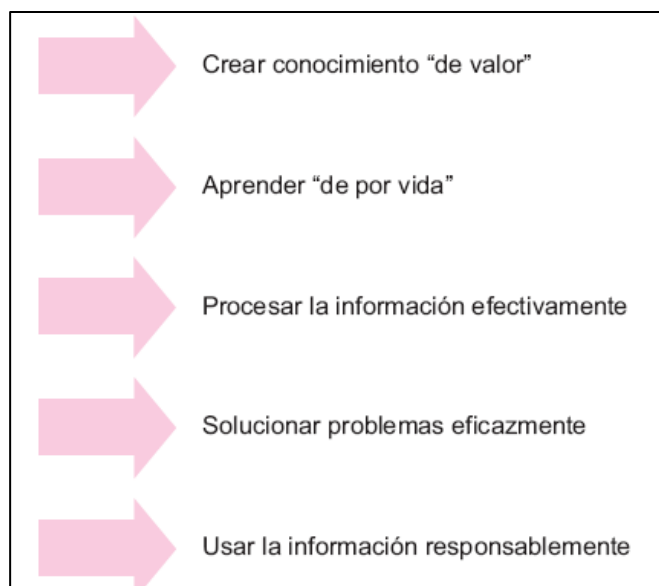 Crear conocimiento “de valor”
Aprender “de por vida”
Procesar la información efectivamente
Solucionar problemas eficazmente
Usar la información responsablemente